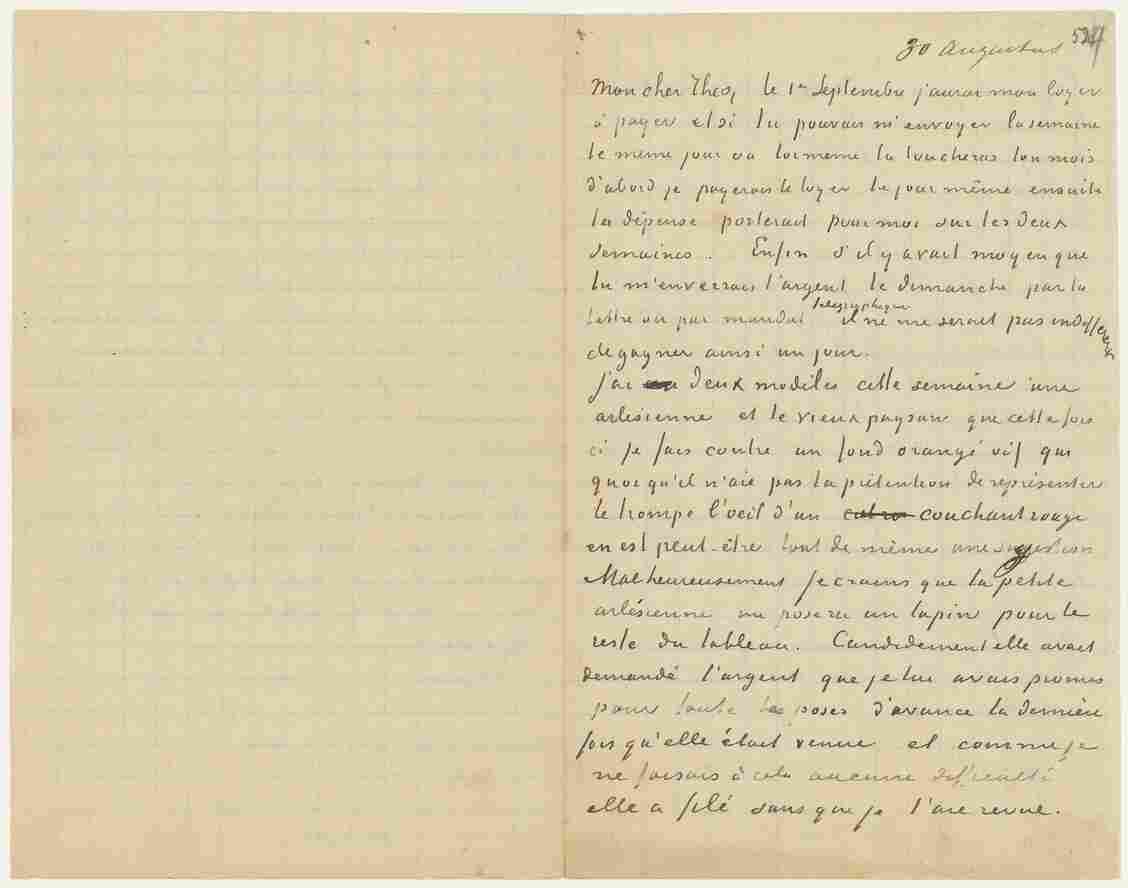 30 Augustus 524
Mon cher Theo, le 1er Septembre j'aurai mon loyer
à payer et si tu pouvais m'envoyer la semaine
le même jour où toi meme tu toucheras ton mois
d'abord je payerais le loyer le jour même ensuite
la dépense porterait pour moi sur les deux
semaines. Enfin s'il y avait moyen que
tu m'enverrais l'argent le dimanche par ta
lettre ou par mandat telegraphique il ne me serait pas indifferent
de gagner ainsi un jour.
J'ai deux modèles cette semaine une
arlésienne et le vieux paysan que cette fois
ci je fais contre un fond orangé vif qui
quoiqu'il n'aie pas la prétention de représenter
le trompe l'oeil d'un couchant rouge
en est peut-être tout de même une suggestion
Malheureusement je crains que la petite
arlésienne me posera un lapin pour le
reste du tableau. Candidement elle avait
demandé l'argent que je lui avais promis
pour toute les poses d'avance la dernière
fois qu'elle était venue et comme je
ne faisais à cela aucune difficulté
elle a filé sans que je l'aie revue.